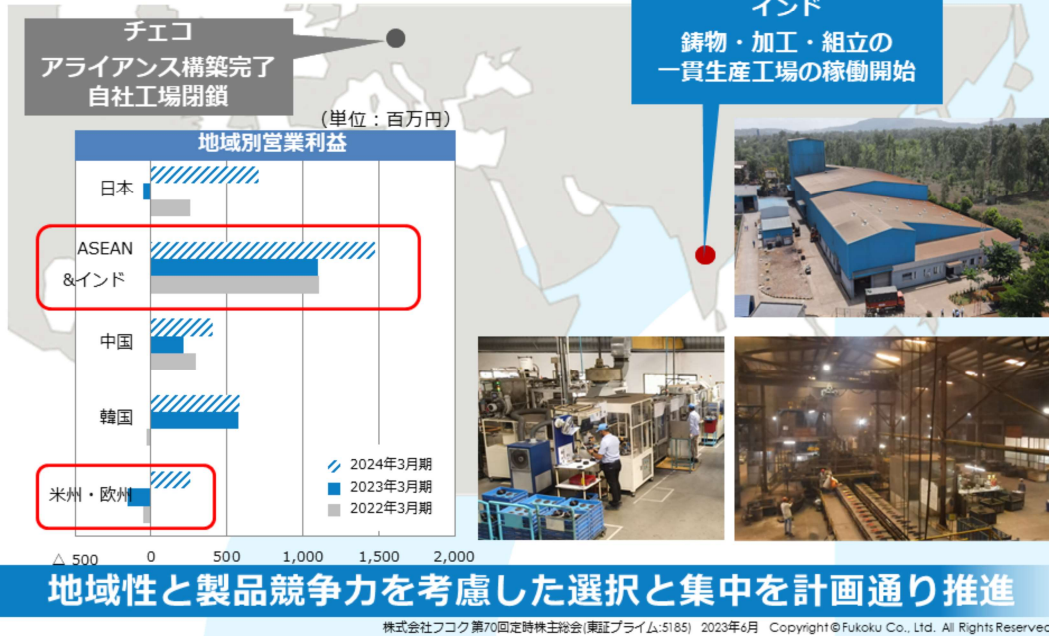 チェコ
アライアンス構築完了
自社工場閉鎖
インド
鋳物・加工・組立の
一貫生産工場の稼働開始
(単位：百万円)
地域別営業利益
日本
ASEAN
&インド
中国
韓国
米州・欧州
2024年3月期
2023年3月期
2022年3月期
△ 500 0 500 1,000 1,500 2,000
地域性と製品競争力を考慮した選択と集中を計画通り推進
株式会社フコク第70回定時株主総会(東証プライム:5185) 2023年6月 Copyright©Fukoku Co., Ltd. All Rights Reserved